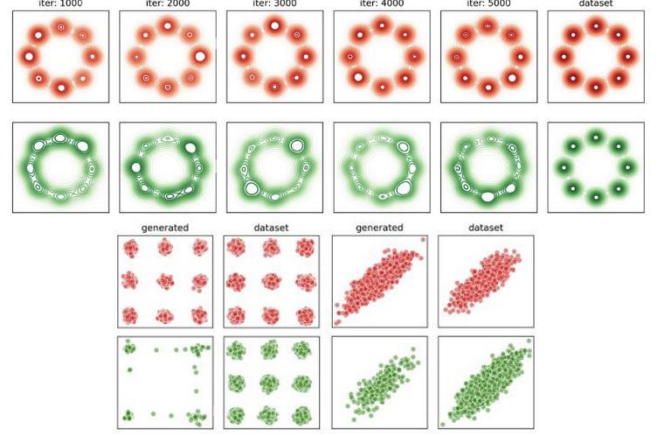 iter: 1000 iter: 2000 iter: 3000 iter: 4000 iter: 5000 dataset
generated dataset generated dataset